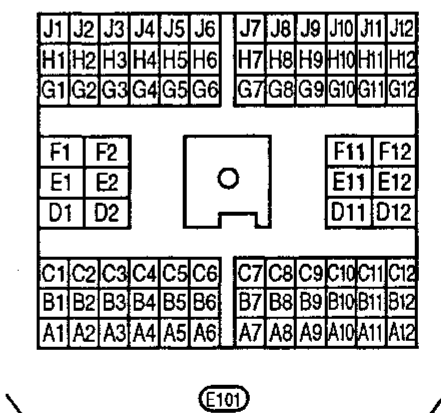 J1 J2 J3 J4 J5 J6 J7 J8 J9 J10 J11 J12
H1 H2 H3 H4 H5 H6 H7 H8 H9 H10 H11 H12
G1 G2 G3 G4 G5 G6 G7 G8 G9 G10 G11 G12
F1 F2 F11 F12
E1 E2 E11 E12
D1 D2 D11 D12
C1 C2 C3 C4 C5 C6 C7 C8 C9 C10 C11 C12
B1 B2 B3 B4 B5 B6 B7 B8 B9 B10 B11 B12
A1 A2 A3 A4 A5 A6 A7 A8 A9 A10 A11 A12
E101